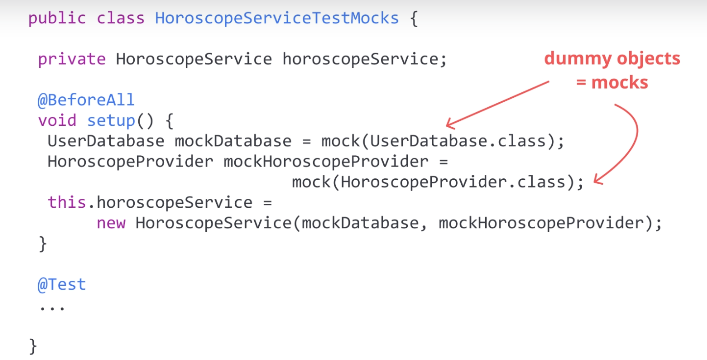 public class HoroscopeServiceTestMocks {
private HoroscopeService horoscopeService;
dummy objects
= mocks
@BeforeAll
void setup() {
UserDatabase mockDatabase = mock(UserDatabase.class);
HoroscopeProvider mockHoroscopeProvider =
mock(HoroscopeProvider.class);
this.horoscopeService =
new HoroscopeService(mockDatabase, mockHoroscopeProvider);
}
@Test
...
}